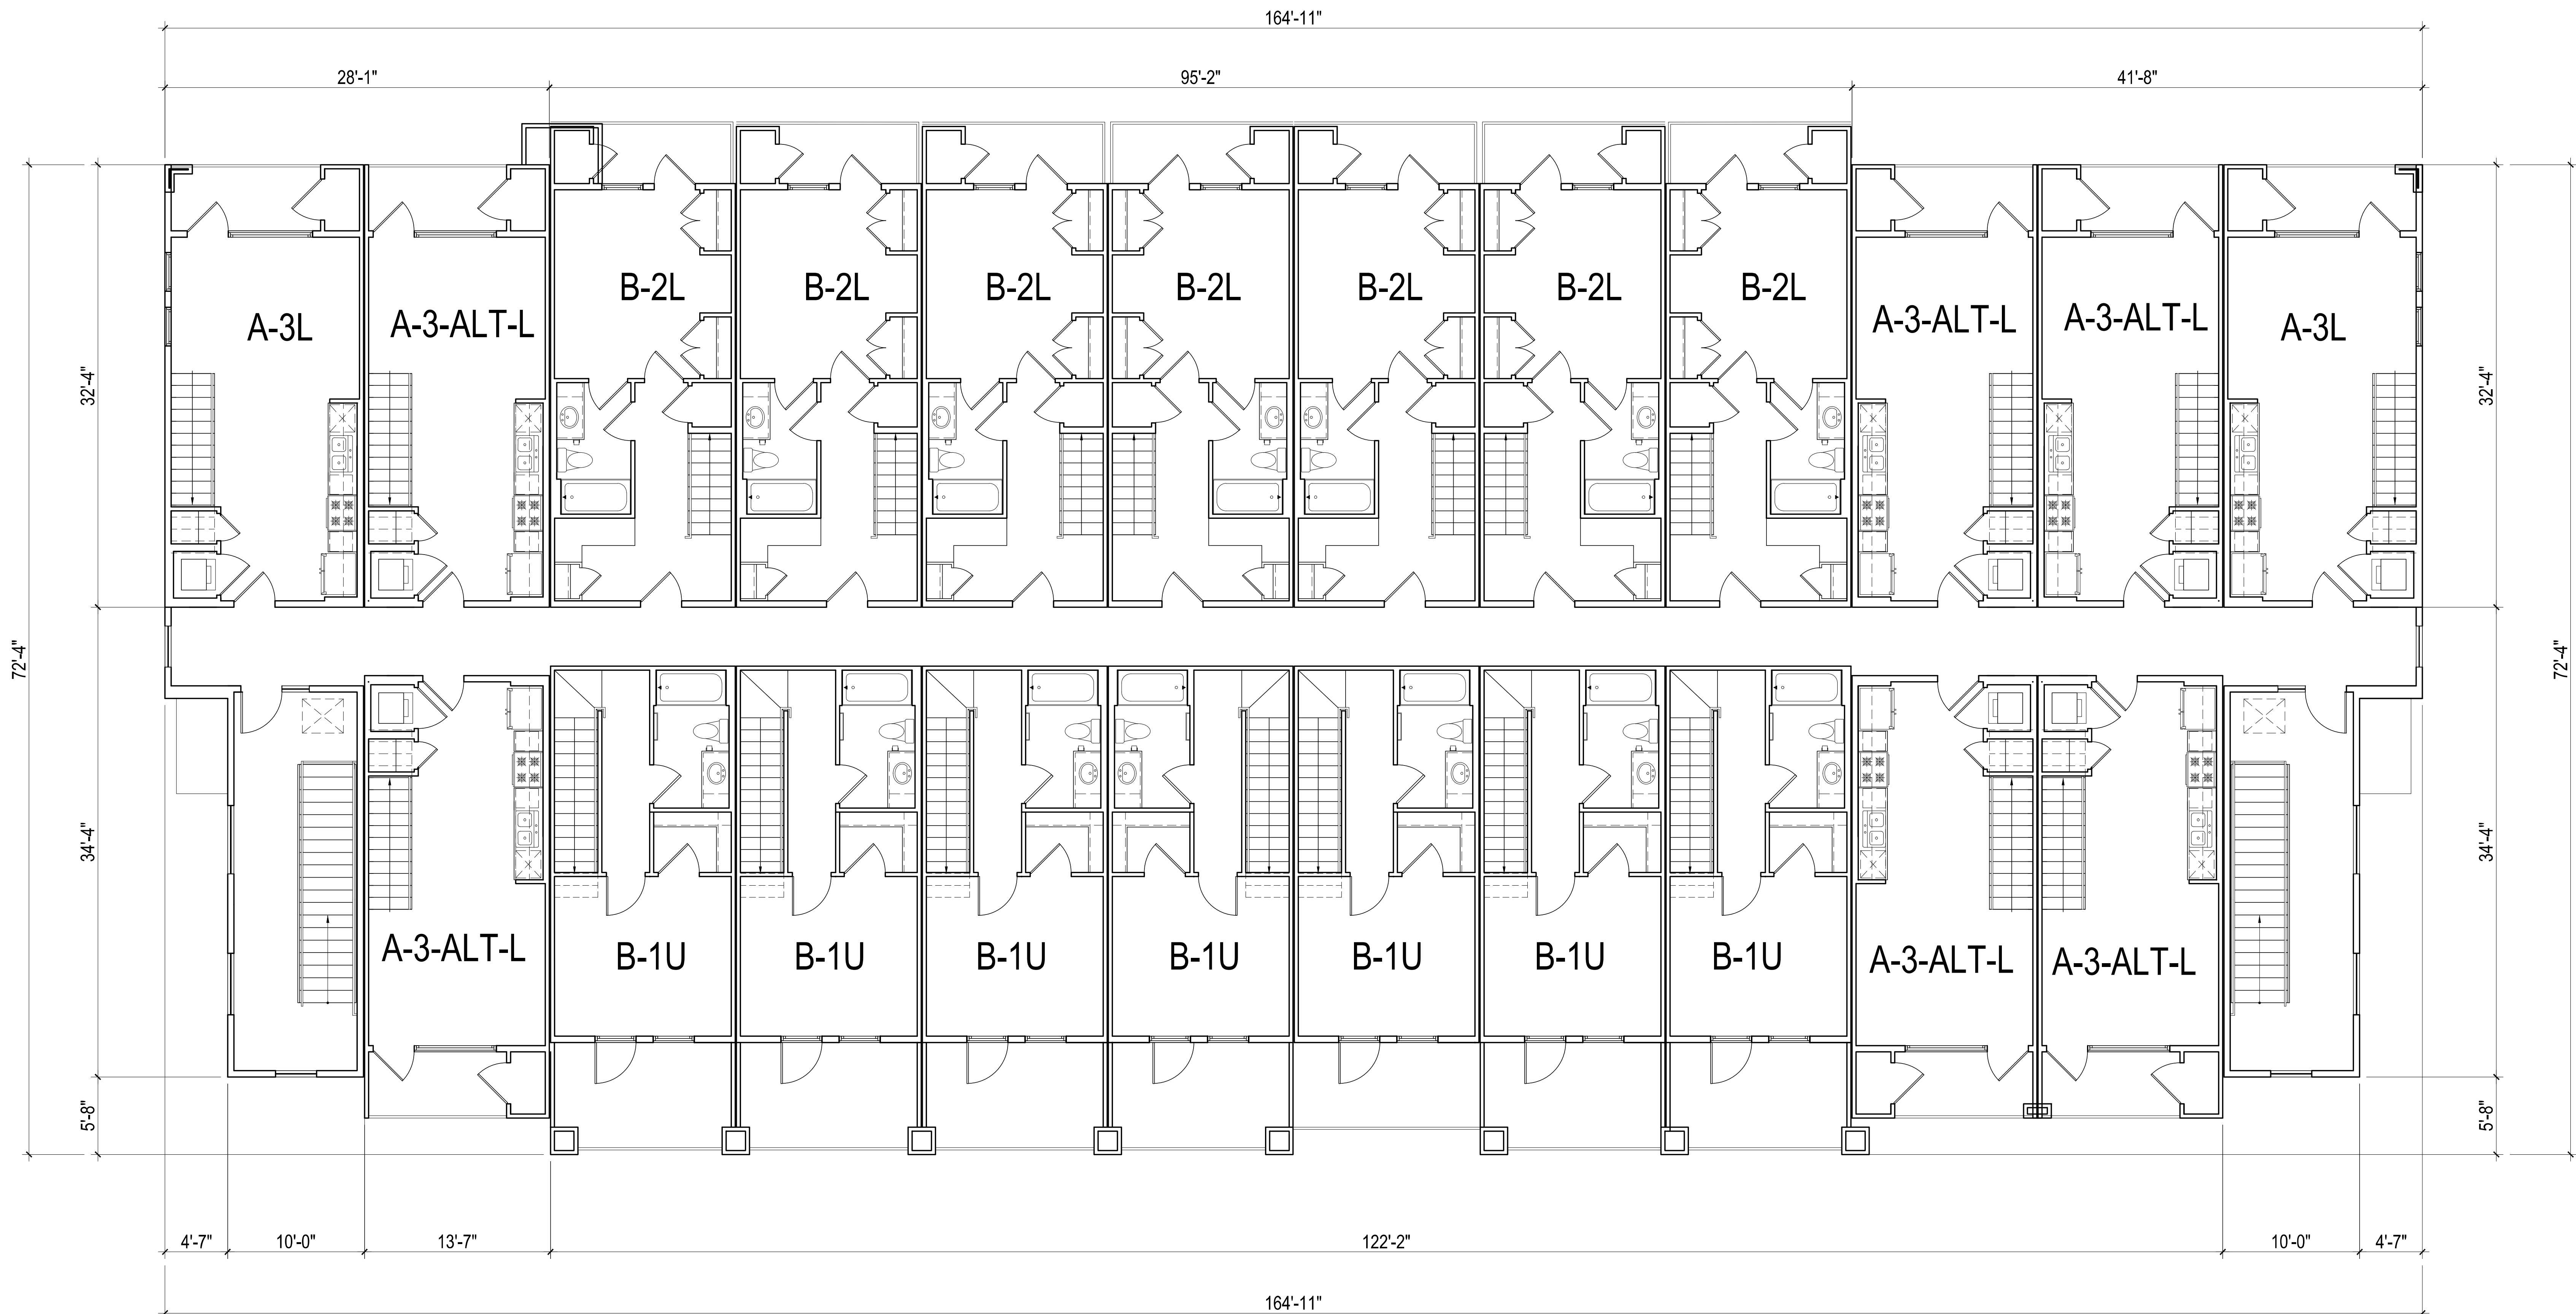 164'-11"
28'-1" 95'-2" 41'-8"
B-2L B-2L B-2L B-2L B-2L B-2L B-2L
A-3L A-3-ALT-L A-3-ALT-L A-3-ALT-L A-3L
32'-4" 32'-4"
72'-4" 72'-4"
34'-4" 34'-4"
A-3-ALT-L B-1U B-1U B-1U B-1U B-1U B-1U B-1U A-3-ALT-L A-3-ALT-L
5'-8" 5'-8"
4'-7" 10'-0" 13'-7" 122'-2" 10'-0" 4'-7"
164'-11"